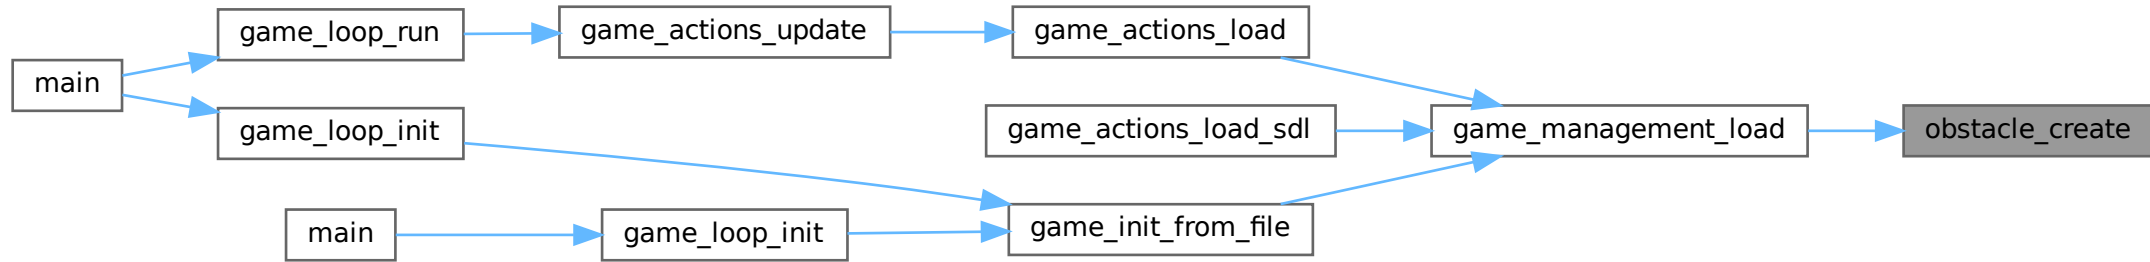 main
game_loop_run
game_actions_update
game_actions_load
game_loop_init
game_actions_load_sdl
game_management_load
obstacle_create
main
game_loop_init
game_init_from_file